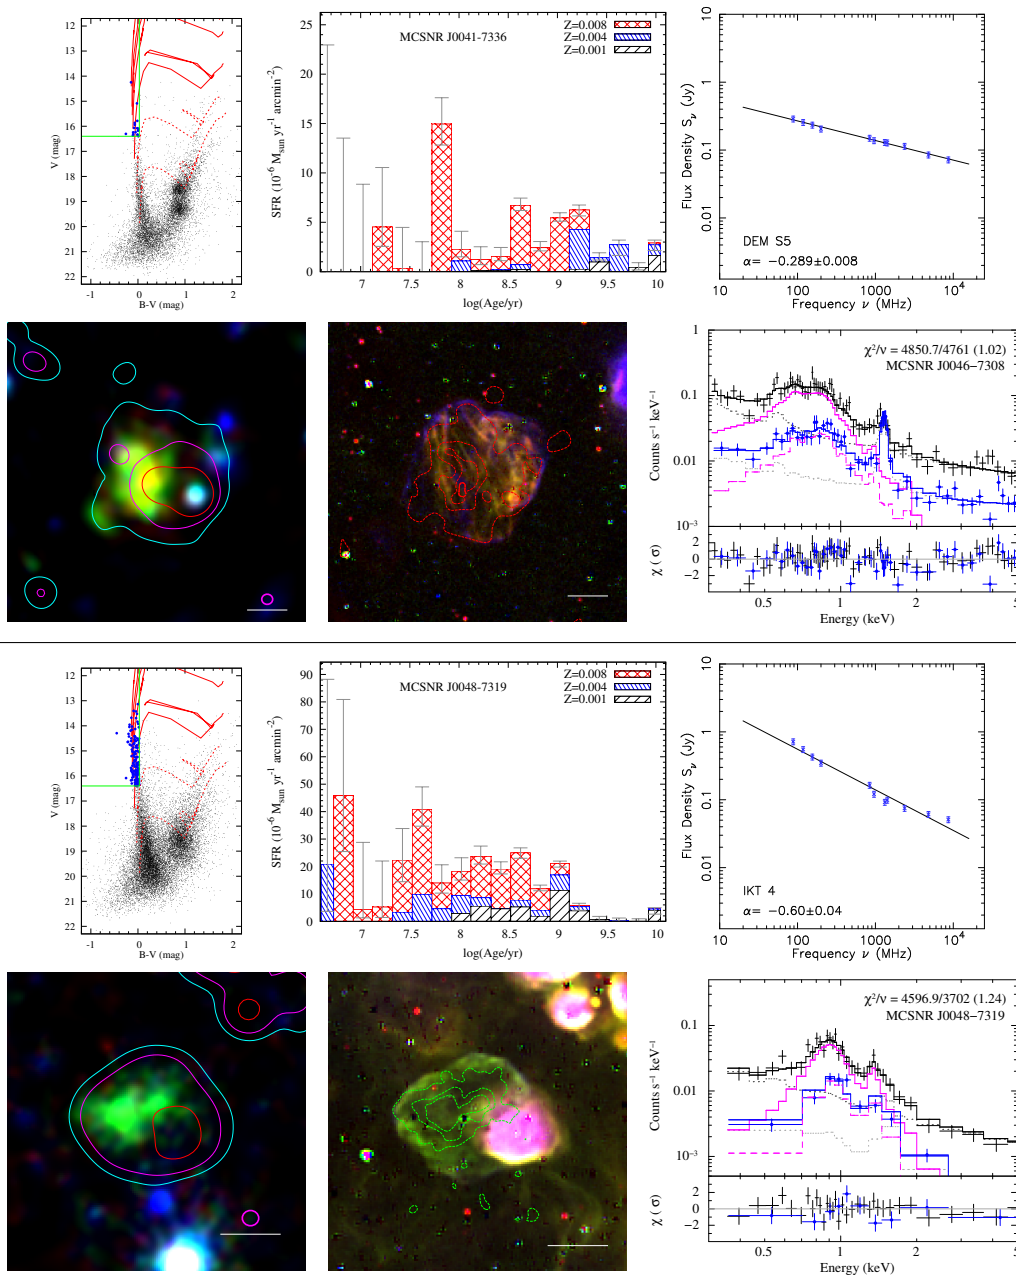 12
13
14
15
16
17
18
19
20
21
22
V (mag)
-1
0
1
2
B-V (mag)
MCSNR J0041-7336
Z=0.008
Z=0.004
Z=0.001
25
20
15
10
5
0
SFR (10⁻⁶ M_sun yr⁻¹ arcmin⁻²)
7
7.5
8
8.5
9
9.5
10
log(Age/yr)
10
1
0.1
0.01
Flux Density S_ν (Jy)
DEM S5
α= −0.289±0.008
10
100
1000
10⁴
Frequency ν (MHz)
χ²/ν = 4850.7/4761 (1.02)
MCSNR J0046−7308
1
0.1
0.01
10⁻³
Counts s⁻¹ keV⁻¹
2
0
−2
χ (σ)
0.5
1
2
5
Energy (keV)
12
13
14
15
16
17
18
19
20
21
22
V (mag)
-1
0
1
2
B-V (mag)
MCSNR J0048-7319
Z=0.008
Z=0.004
Z=0.001
90
80
70
60
50
40
30
20
10
0
SFR (10⁻⁶ M_sun yr⁻¹ arcmin⁻²)
7
7.5
8
8.5
9
9.5
10
log(Age/yr)
10
1
0.1
0.01
Flux Density S_ν (Jy)
IKT 4
α= −0.60±0.04
10
100
1000
10⁴
Frequency ν (MHz)
χ²/ν = 4596.9/3702 (1.24)
MCSNR J0048−7319
0.1
0.01
10⁻³
Counts s⁻¹ keV⁻¹
2
0
−2
χ (σ)
0.5
1
2
5
Energy (keV)